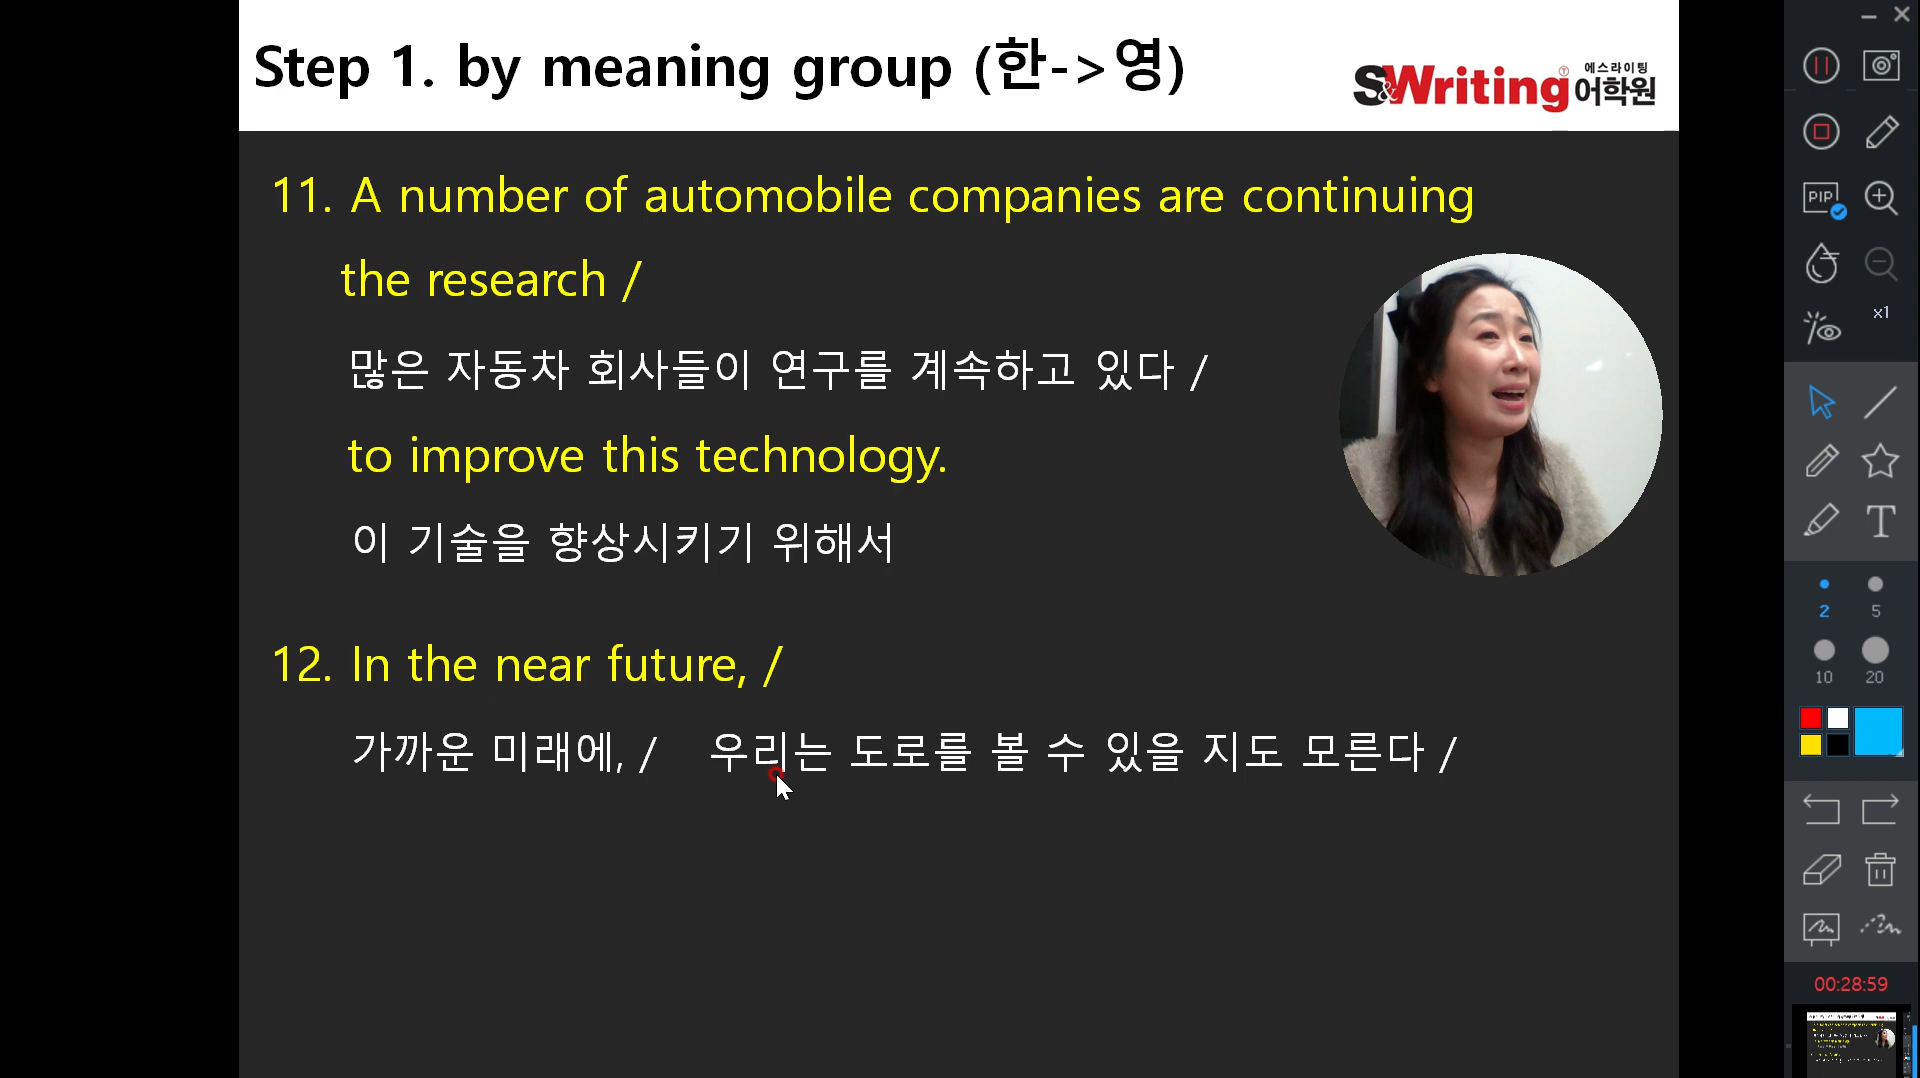 Step 1. by meaning group (한->영)
S&Writing 에스라이팅 어학원
11. A number of automobile companies are continuing
the research /
많은 자동차 회사들이 연구를 계속하고 있다 /
to improve this technology.
이 기술을 향상시키기 위해서
12. In the near future, /
가까운 미래에, / 우리는 도로를 볼 수 있을 지도 모른다 /
PIP
x1
T
2 5
10 20
00:28:59